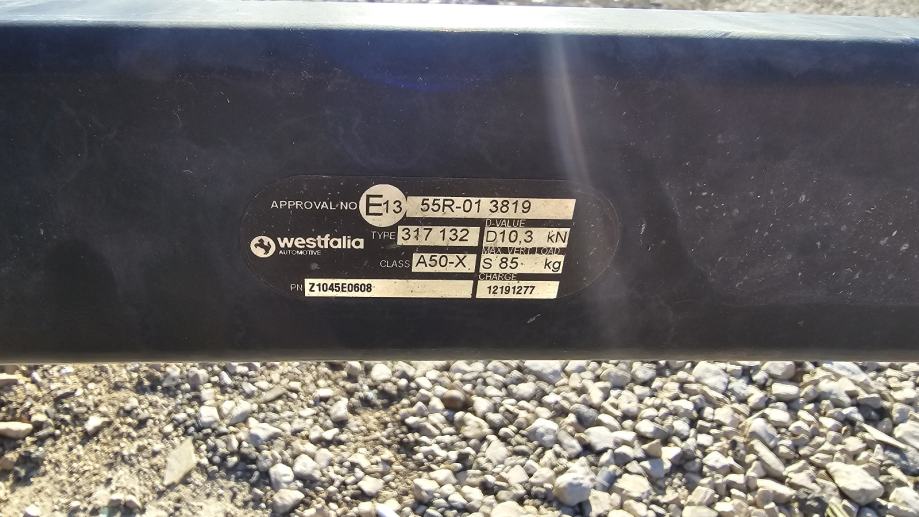 APPROVAL NO E13 55R-01 3819
D-VALUE
TYPE 317 132 D10,3 kN
westfalia
AUTOMOTIVE
MAX. VERT LOAD
CLASS A50-X S 85 kg
CHARGE
PN Z1045E0608 12191277